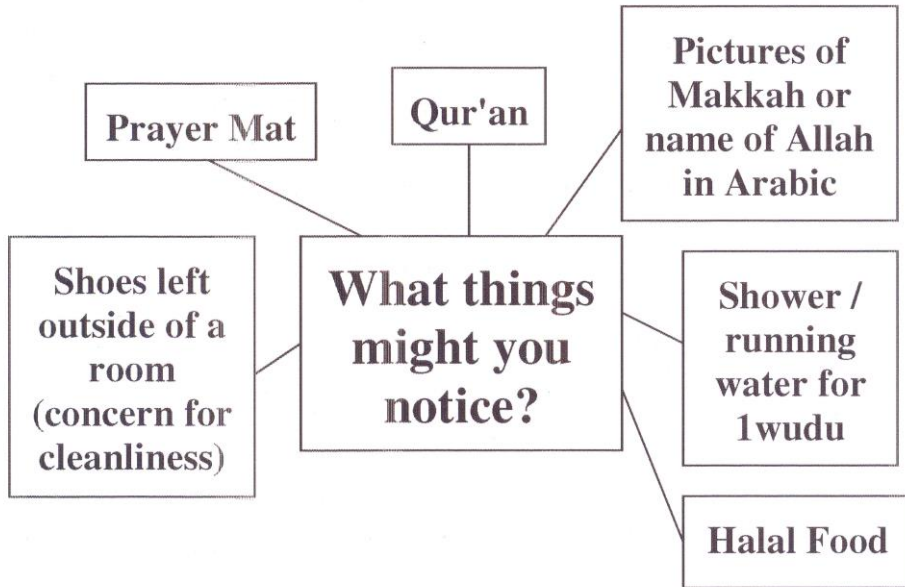 Prayer Mat
Qur'an
Pictures of
Makkah or
name of Allah
in Arabic
Shoes left
outside of a
room
(concern for
cleanliness)
What things
might you
notice?
Shower /
running
water for
1wudu
Halal Food